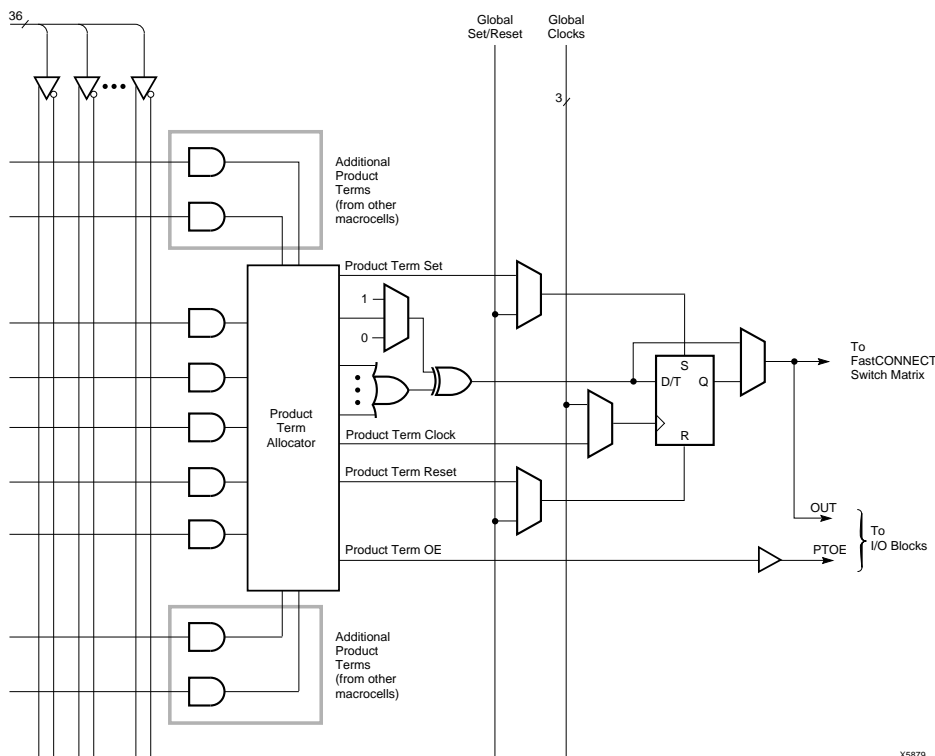 36
Global
Set/Reset
Global
Clocks
3
Additional
Product
Terms
(from other
macrocells)
Product Term Set
1
0
Product
Term
Allocator
S
D/T
Q
R
To
FastCONNECT
Switch Matrix
Product Term Clock
Product Term Reset
OUT
Product Term OE
PTOE
To
I/O Blocks
Additional
Product
Terms
(from other
macrocells)
X5879